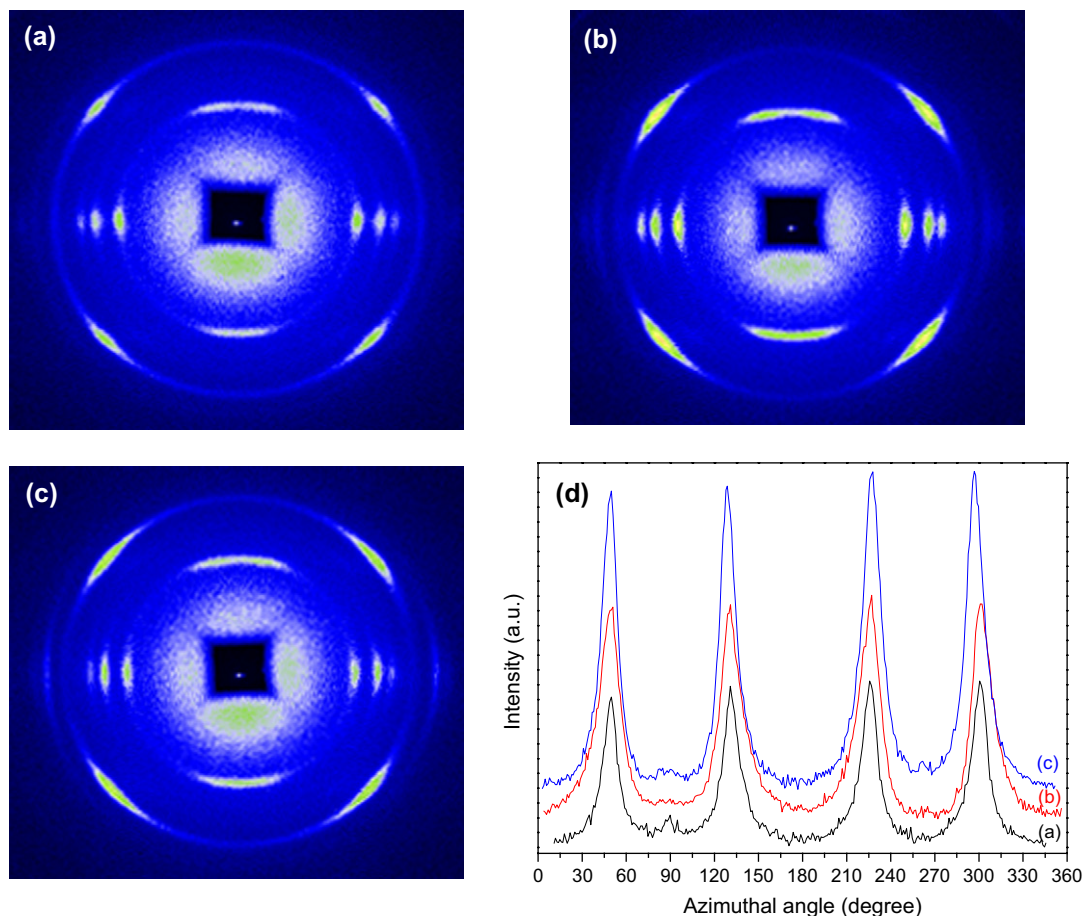 (a)
(b)
(c)
(d)
Intensity (a.u.)
(c)
(b)
(a)
0 30 60 90 120 150 180 210 240 270 300 330 360
Azimuthal angle (degree)